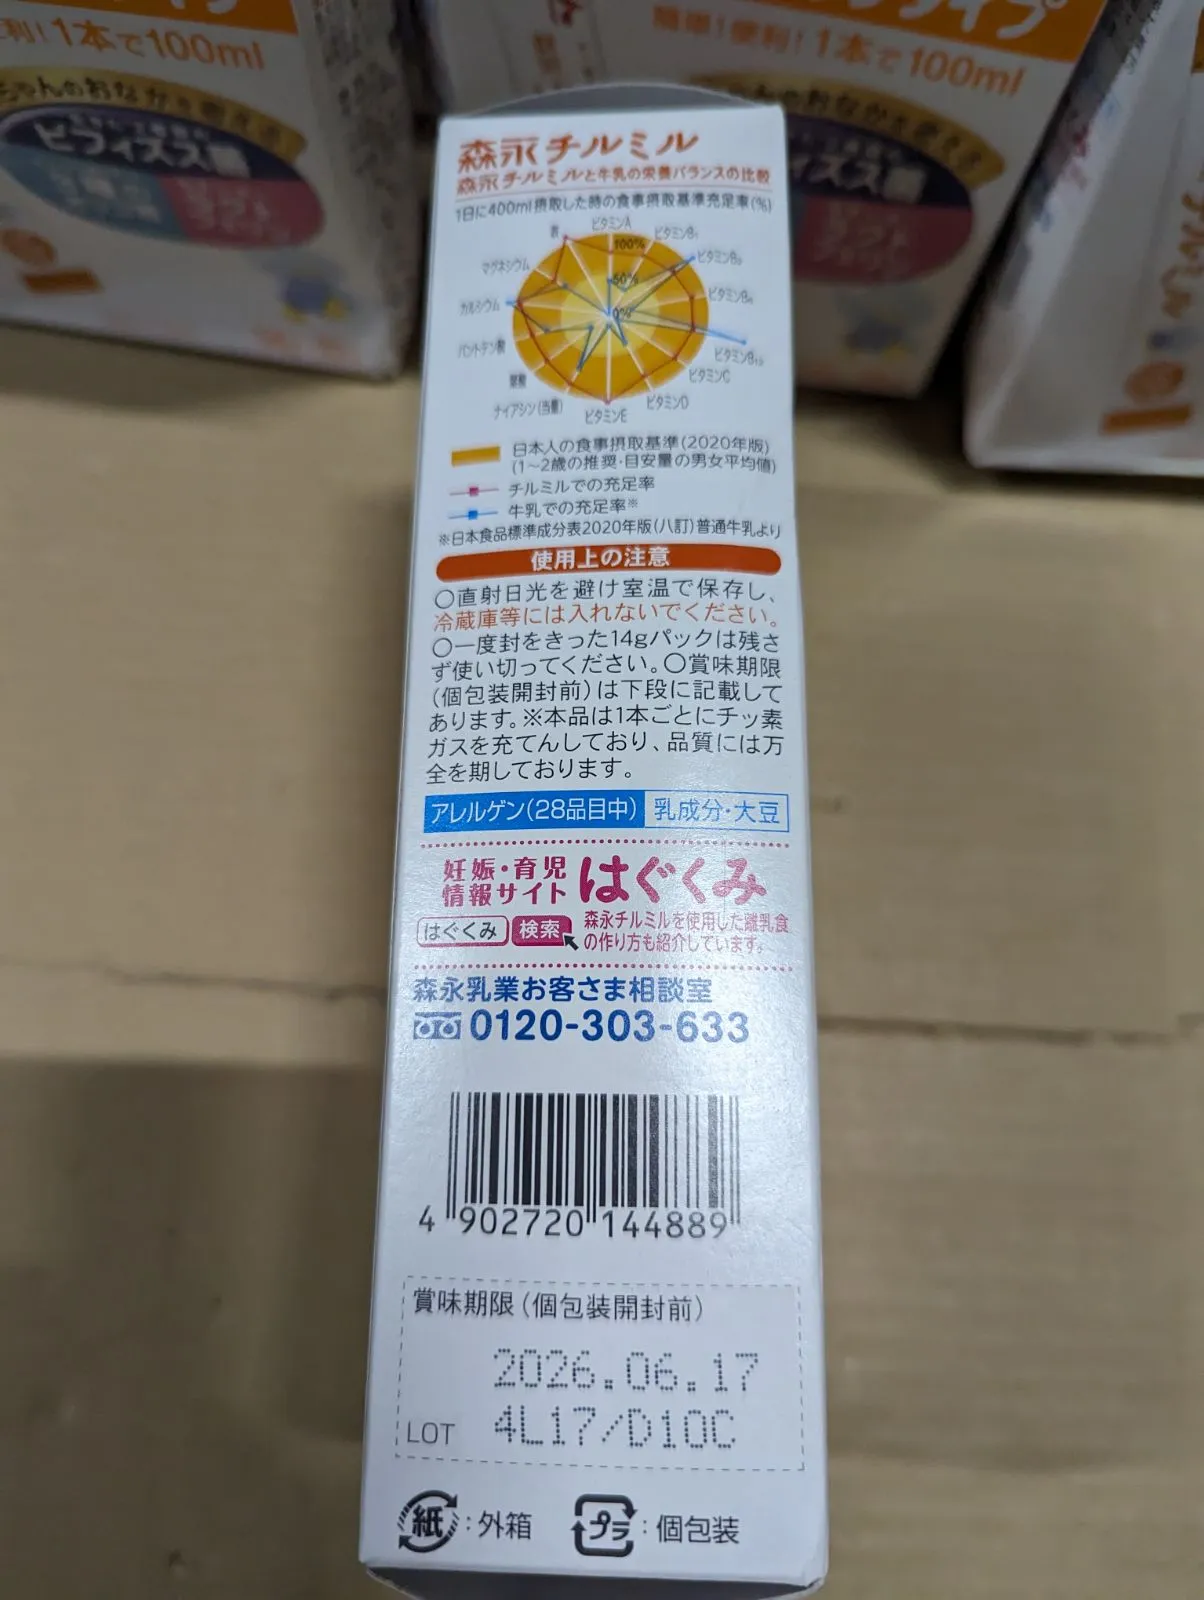 1本で100ml
ビフィズス菌
簡単!便利!1本で100ml
ビフィズス菌
森永チルミル
森永チルミルと牛乳の栄養バランスの比較
1日に400ml摂取した時の食事摂取基準充足率(%)
鉄
ビタミンA
ビタミンB₁
マグネシウム
100%
ビタミンB₂
50%
カルシウム
ビタミンB₆
0%
パントテン酸
ビタミンB₁₂
葉酸
ビタミンC
ナイアシン(当量)
ビタミンD
ビタミンE
日本人の食事摂取基準(2020年版)
(1〜2歳の推奨・目安量の男女平均値)
チルミルでの充足率
牛乳での充足率※
※日本食品標準成分表2020年版(八訂)普通牛乳より
使用上の注意
○直射日光を避け室温で保存し、
冷蔵庫等には入れないでください。
○一度封をきった14gパックは残さ
ず使い切ってください。○賞味期限
(個包装開封前)は下段に記載して
あります。※本品は1本ごとにチッ素
ガスを充てんしており、品質には万
全を期しております。
アレルゲン(28品目中) 乳成分・大豆
妊娠・育児
情報サイト はぐくみ
はぐくみ 検索
森永チルミルを使用した離乳食
の作り方も紹介しています。
森永乳業お客さま相談室
0120-303-633
4 902720 144889
賞味期限(個包装開封前)
2026.06.17
LOT 4L17/D10C
紙:外箱 プラ:個包装